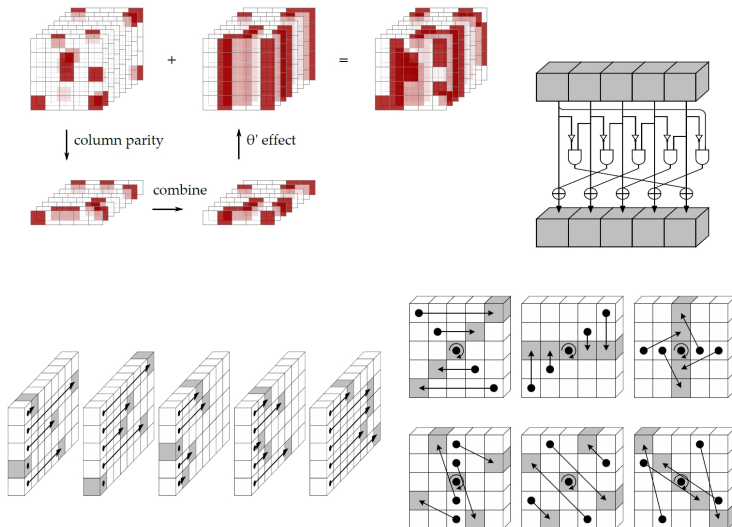 +
=
column parity
θ' effect
combine